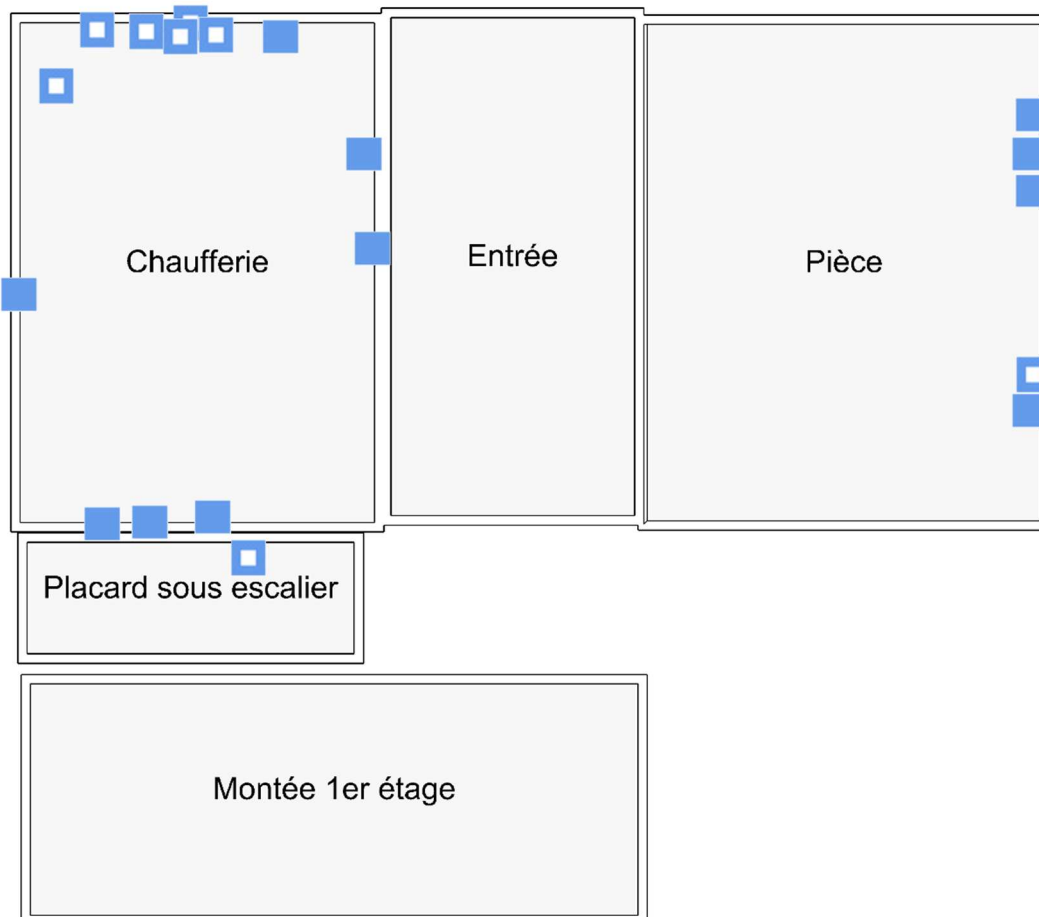 Chaufferie
Entrée
Pièce
Placard sous escalier
Montée 1er étage